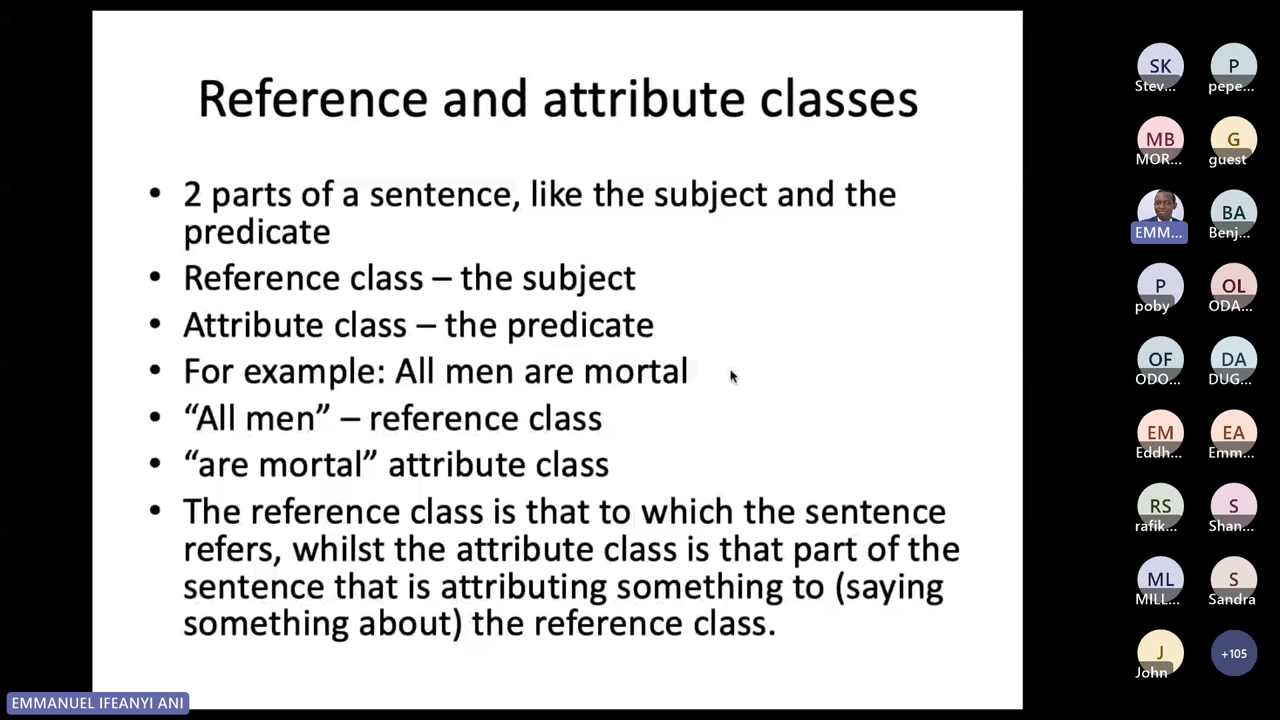 Reference and attribute classes
• 2 parts of a sentence, like the subject and the
predicate
• Reference class – the subject
• Attribute class – the predicate
• For example: All men are mortal
• “All men” – reference class
• “are mortal” attribute class
• The reference class is that to which the sentence
refers, whilst the attribute class is that part of the
sentence that is attributing something to (saying
something about) the reference class.
EMMANUEL IFEANYI ANI
SK P
Stev... pepe...
MB G
MOR... guest
BA
EMM... Benj...
P OL
poby ODA...
OF DA
ODO... DUG...
EM EA
Eddh... Emm...
RS S
rafik... Shan...
ML S
MILL... Sandra
J +105
John